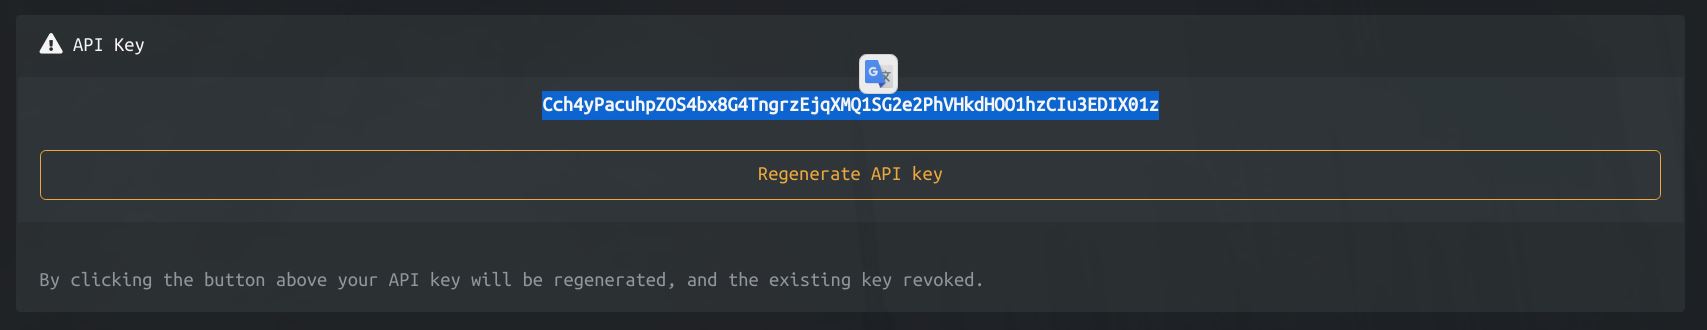 API Key
Cch4yPacuhpZOS4bx8G4TngrzEjqXMQ1SG2e2PhVHkdHOO1hzCIu3EDIX01z
Regenerate API key
By clicking the button above your API key will be regenerated, and the existing key revoked.